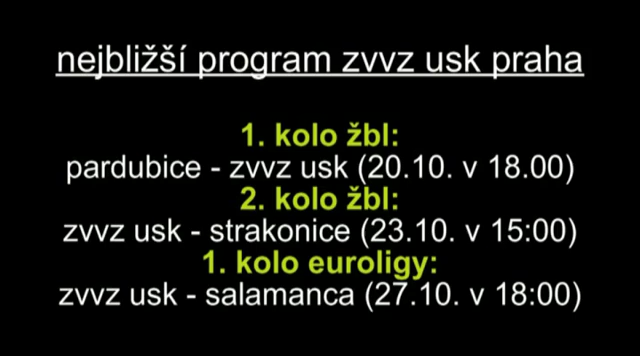 nejbližší program zvvz usk praha
1. kolo žbl:
pardubice - zvvz usk (20.10. v 18.00)
2. kolo žbl:
zvvz usk - strakonice (23.10. v 15:00)
1. kolo euroligy:
zvvz usk - salamanca (27.10. v 18:00)